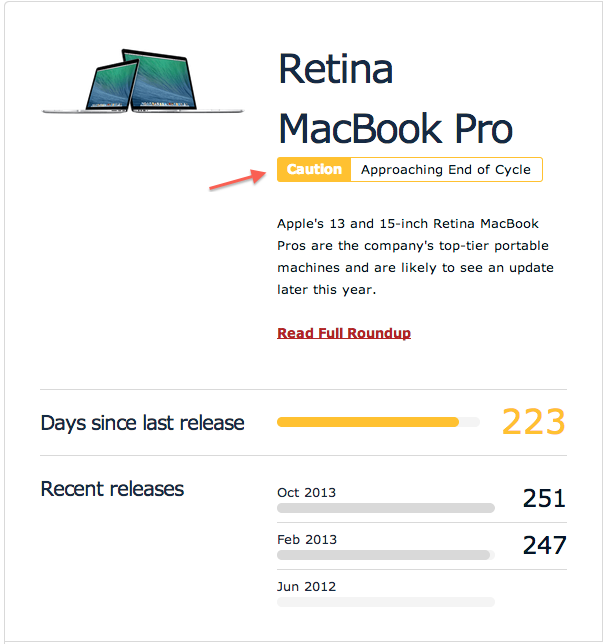 Retina
MacBook Pro
Caution Approaching End of Cycle
Apple's 13 and 15-inch Retina MacBook
Pros are the company's top-tier portable
machines and are likely to see an update
later this year.
Read Full Roundup
Days since last release 223
Recent releases
Oct 2013 251
Feb 2013 247
Jun 2012